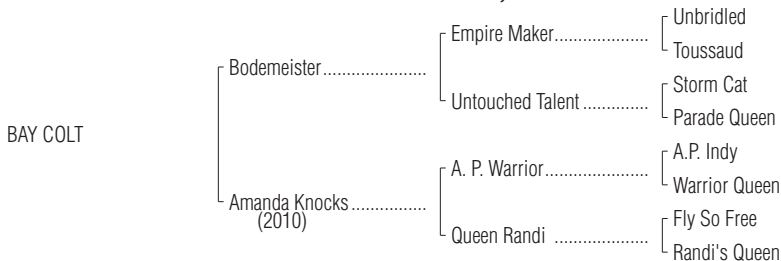 Unbridled
Empire Maker.....................
Toussaud
Bodemeister.......................
Storm Cat
Untouched Talent ...............
Parade Queen
BAY COLT
A.P. Indy
A. P. Warrior.......................
Warrior Queen
Amanda Knocks.................
(2010)
Fly So Free
Queen Randi .....................
Randi's Queen